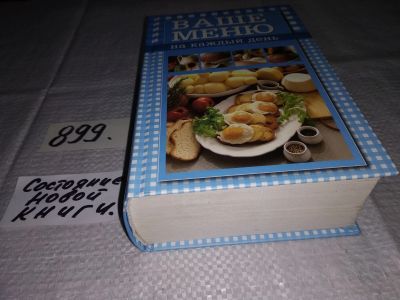 ВАШЕ
МЕНЮ
на каждый день
899.
Состояние
новой
книги.